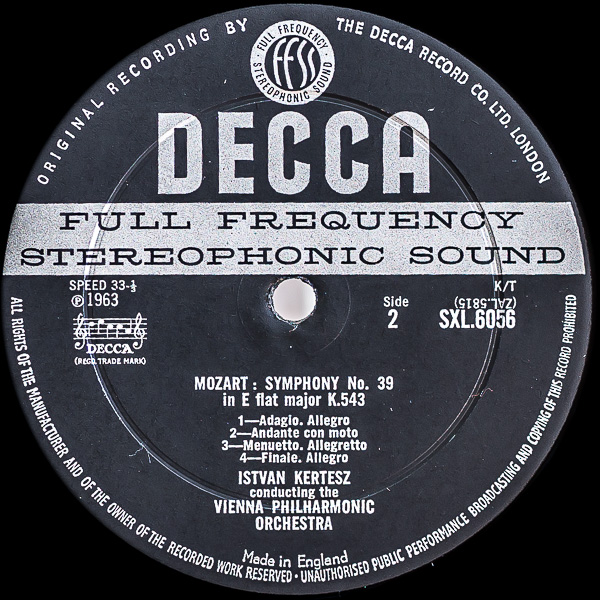 ORIGINAL RECORDING BY
THE DECCA RECORD CO. LTD. LONDON
FULL FREQUENCY
STEREOPHONIC SOUND
FFSS
DECCA
FULL FREQUENCY
STEREOPHONIC SOUND
SPEED 33-⅓
Ⓟ 1963
DECCA
(REGD. TRADE MARK)
K/T
(ZAL.5815)
Side
2
SXL.6056
MOZART : SYMPHONY No. 39
in E flat major K.543
1—Adagio. Allegro
2—Andante con moto
3—Menuetto. Allegretto
4—Finale. Allegro
ISTVAN KERTESZ
conducting the
VIENNA PHILHARMONIC
ORCHESTRA
Made in England
ALL RIGHTS OF THE MANUFACTURER AND OF THE OWNER OF THE RECORDED WORK RESERVED · UNAUTHORISED PUBLIC PERFORMANCE BROADCASTING AND COPYING OF THIS RECORD PROHIBITED